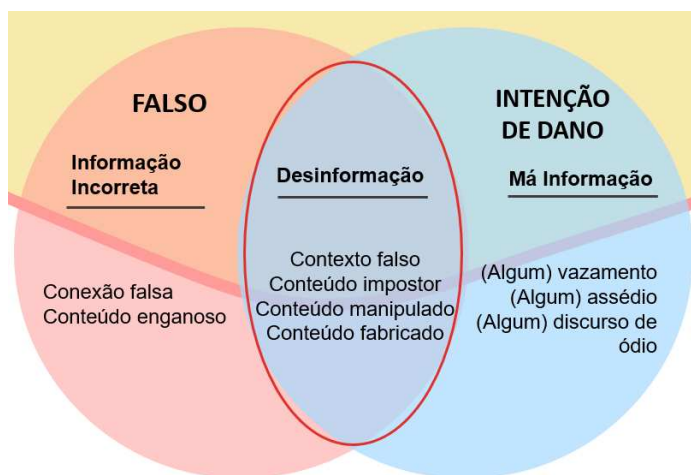 FALSO
Informação
Incorreta
Conexão falsa
Conteúdo enganoso
Desinformação
Contexto falso
Conteúdo impostor
Conteúdo manipulado
Conteúdo fabricado
INTENÇÃO
DE DANO
Má Informação
(Algum) vazamento
(Algum) assédio
(Algum) discurso de
ódio